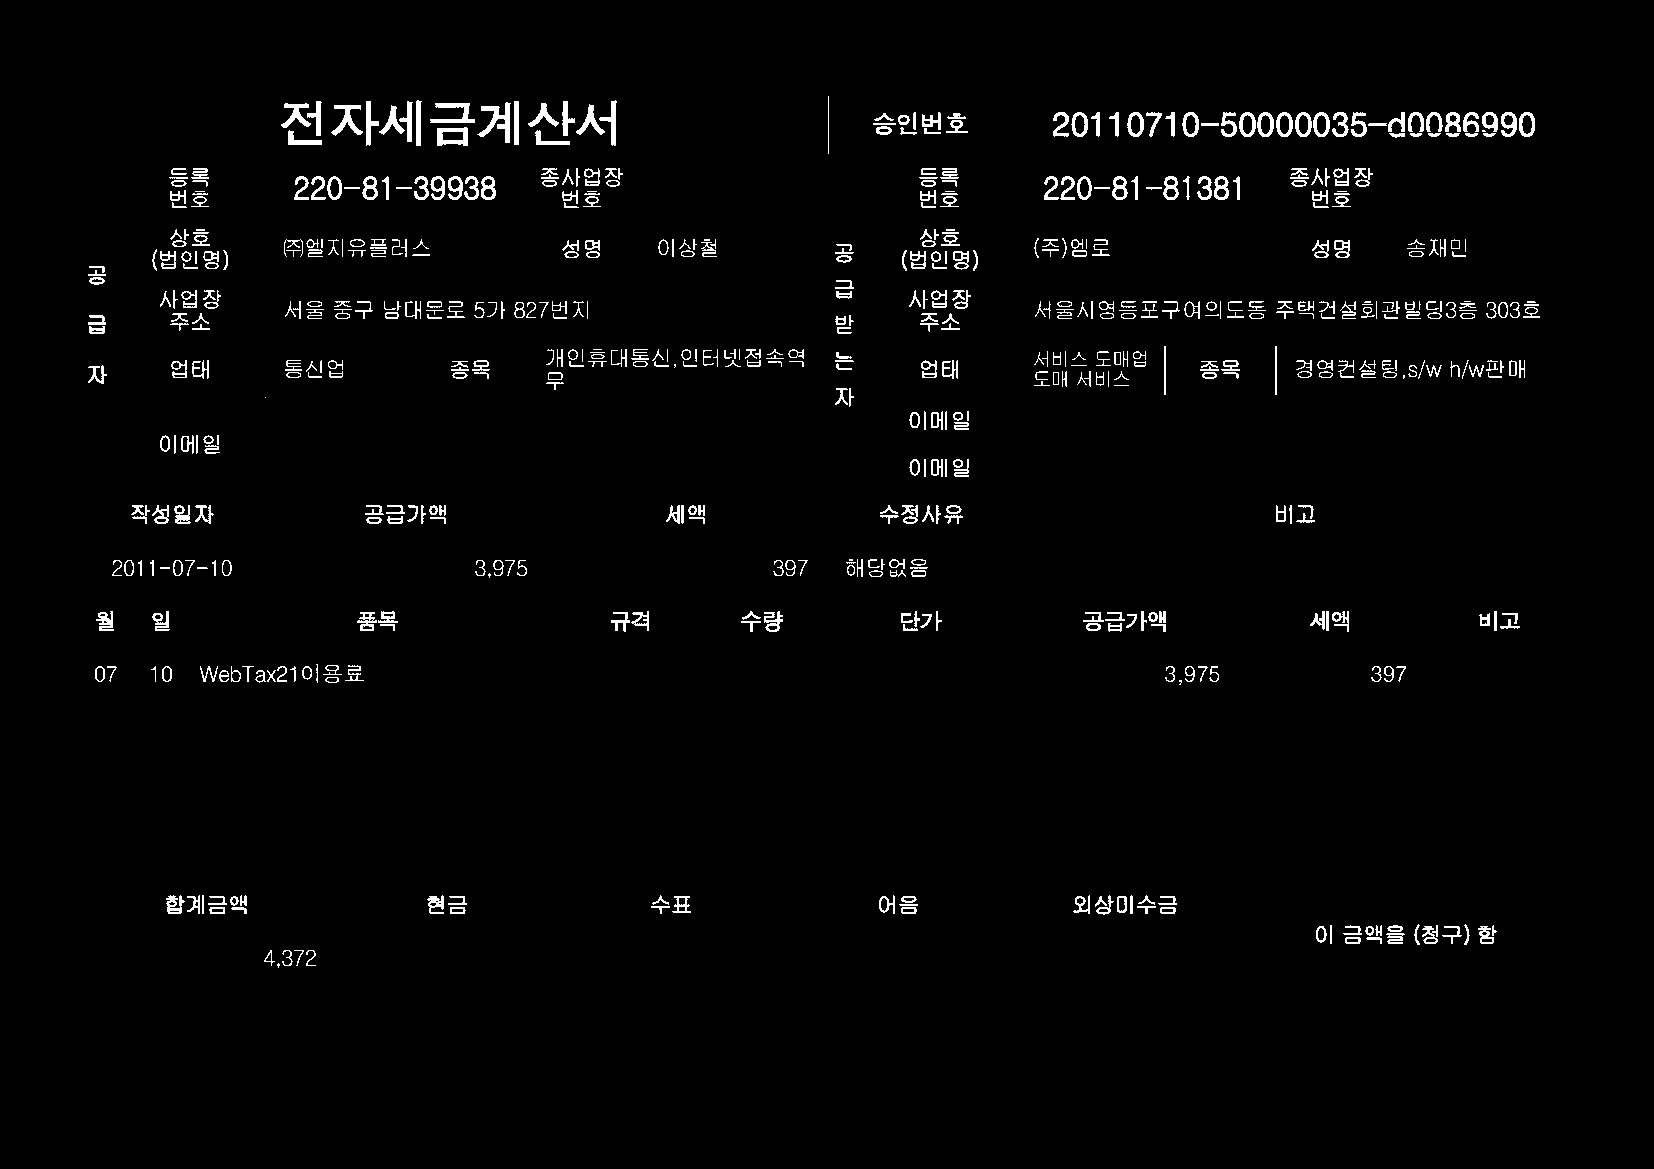 전자세금계산서 승인번호 20110710-50000035-d0086990
등록번호 220-81-39938 종사업장번호 등록번호 220-81-81381 종사업장번호
공급자 공급받는자
상호(법인명) ㈜엘지유플러스 성명 이상철 상호(법인명) (주)엠로 성명 송재민
사업장주소 서울 중구 남대문로 5가 827번지 사업장주소 서울시영등포구여의도동 주택건설회관빌딩3층 303호
업태 통신업 종목 개인휴대통신,인터넷접속역무 업태 서비스 도매업 도매 서비스 종목 경영컨설팅,s/w h/w판매
이메일 이메일
이메일
작성일자 공급가액 세액 수정사유 비고
2011-07-10 3,975 397 해당없음
월 일 품목 규격 수량 단가 공급가액 세액 비고
07 10 WebTax21이용료 3,975 397
합계금액 현금 수표 어음 외상미수금
이 금액을 (청구) 함
4,372